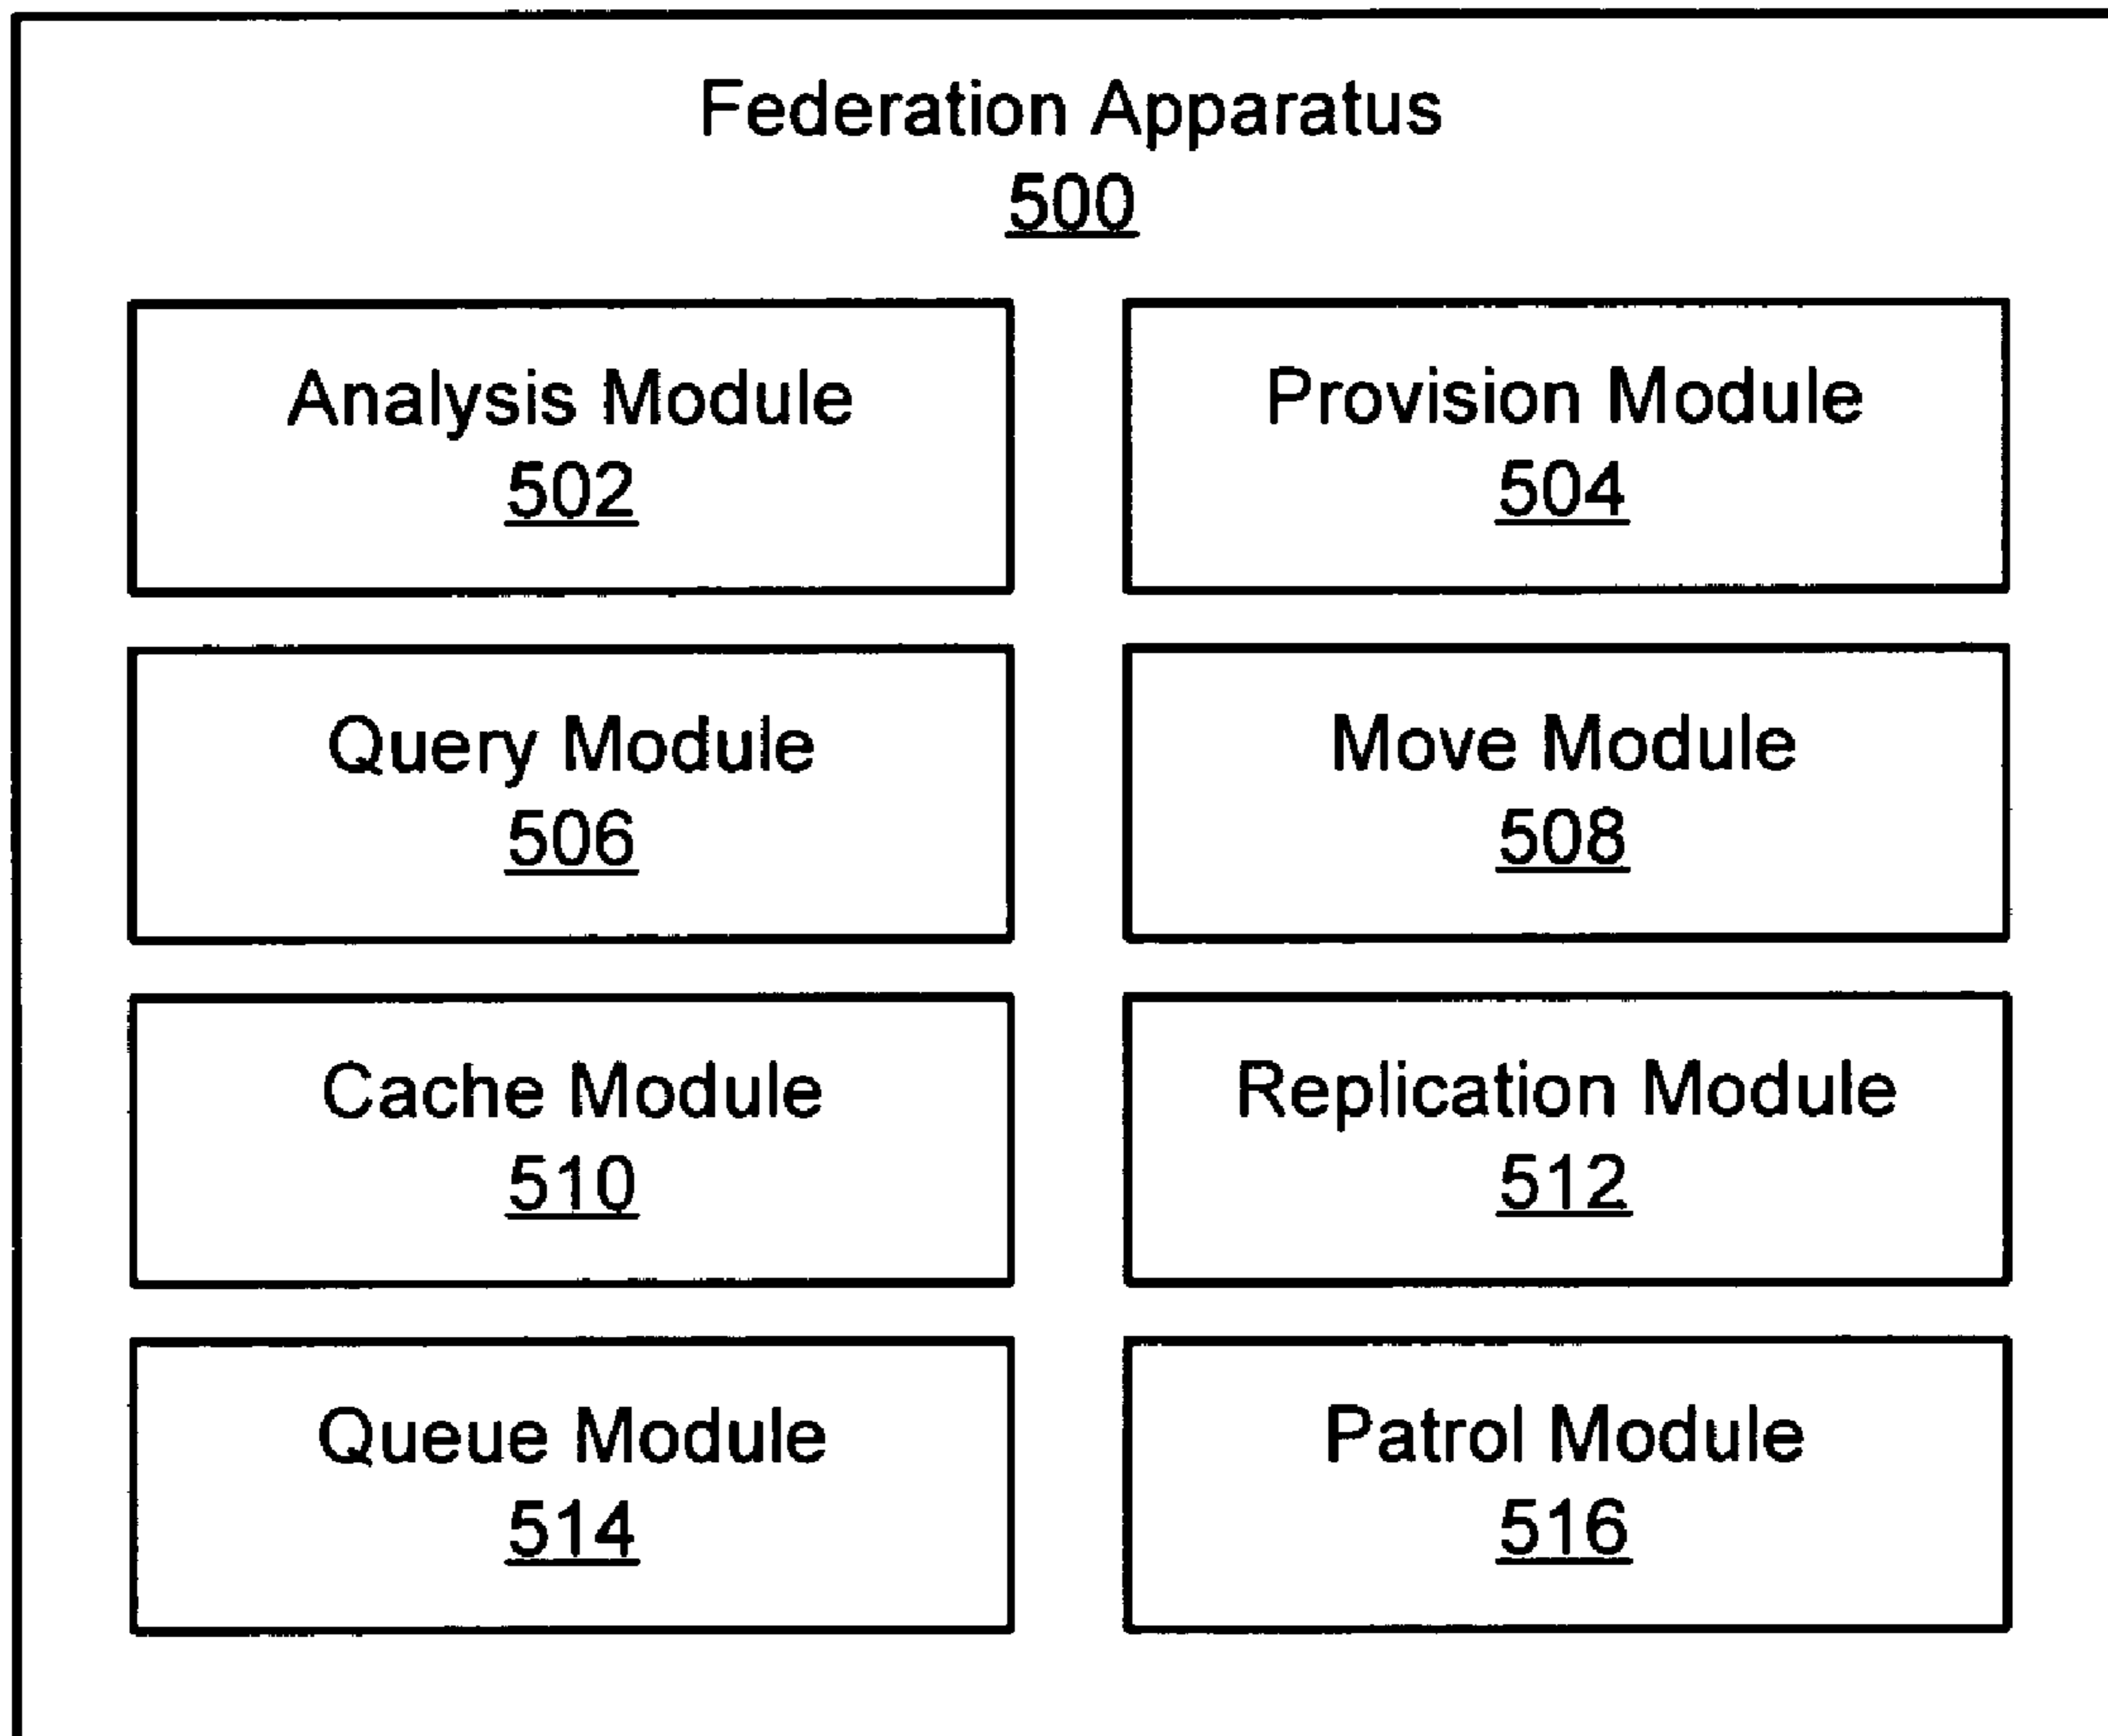 Federation Apparatus
500
Analysis Module
502
Provision Module
504
Query Module
506
Move Module
508
Cache Module
510
Replication Module
512
Queue Module
514
Patrol Module
516